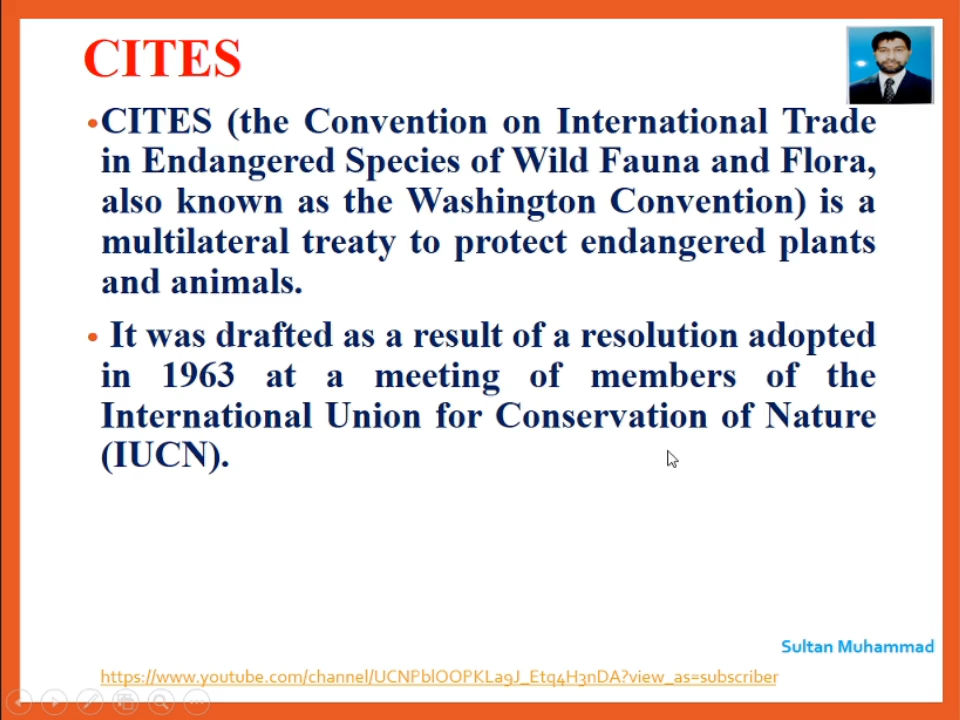 CITES
•CITES (the Convention on International Trade
in Endangered Species of Wild Fauna and Flora,
also known as the Washington Convention) is a
multilateral treaty to protect endangered plants
and animals.
• It was drafted as a result of a resolution adopted
in 1963 at a meeting of members of the
International Union for Conservation of Nature
(IUCN).
Sultan Muhammad
https://www.youtube.com/channel/UCNPblOOPKLa9J_Etq4H3nDA?view_as=subscriber